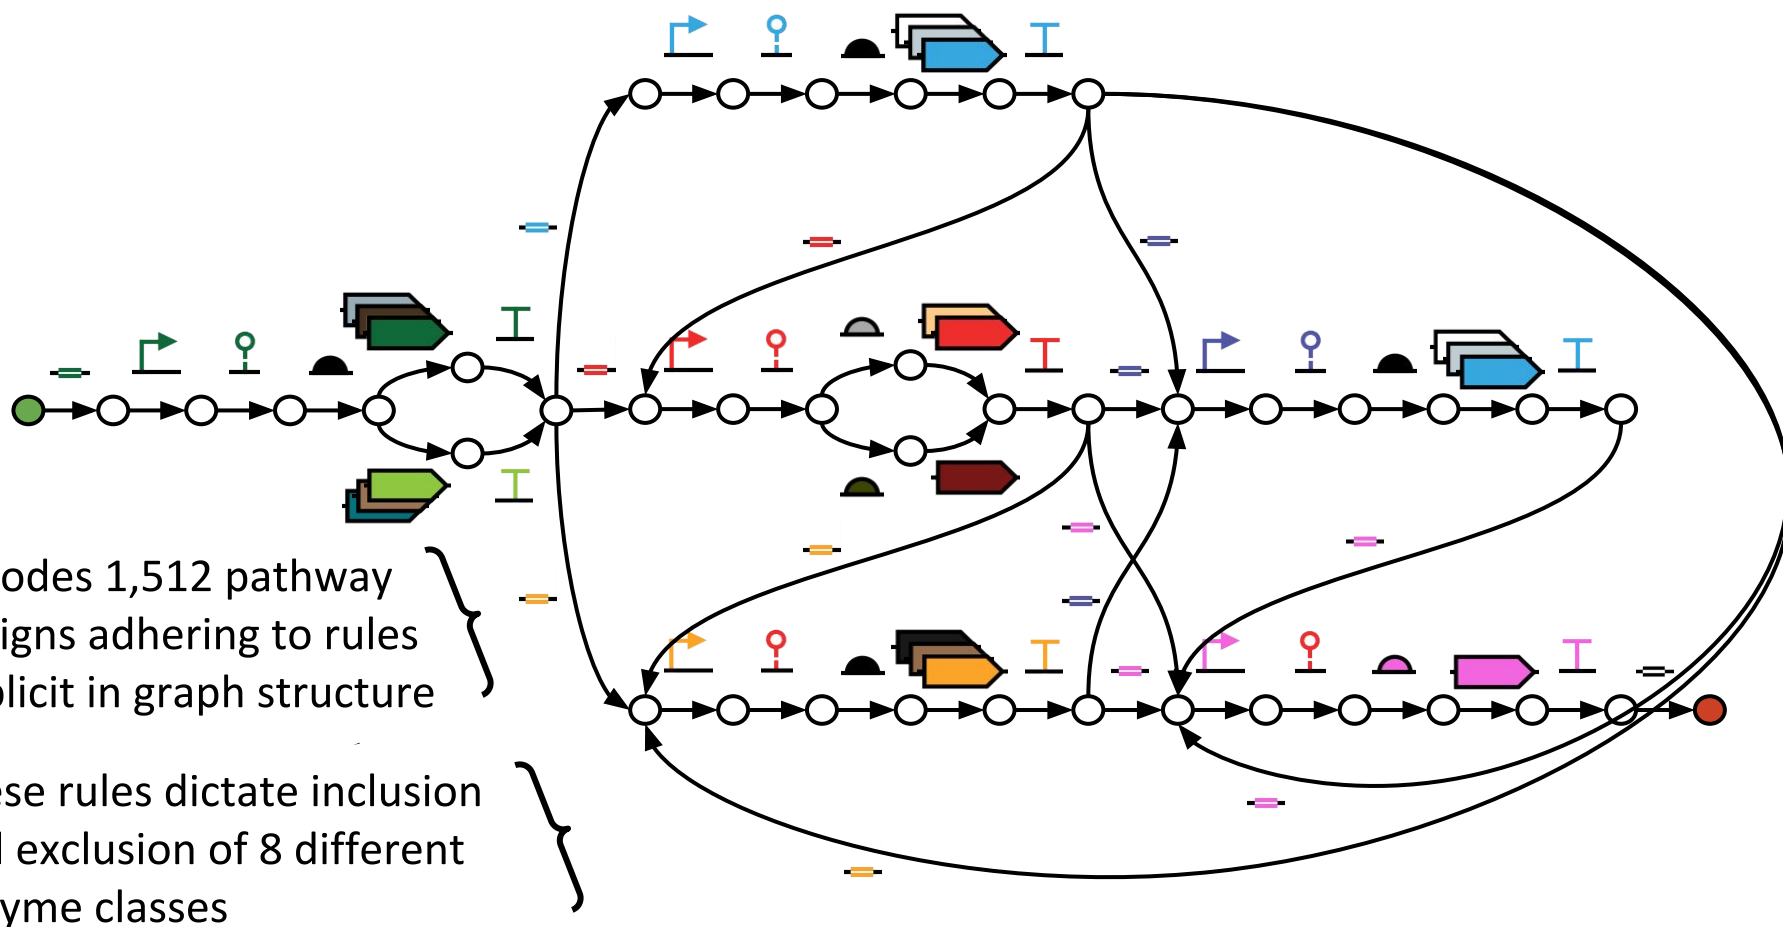 odes 1,512 pathway
igns adhering to rules
plicit in graph structure
ese rules dictate inclusion
d exclusion of 8 different
yme classes